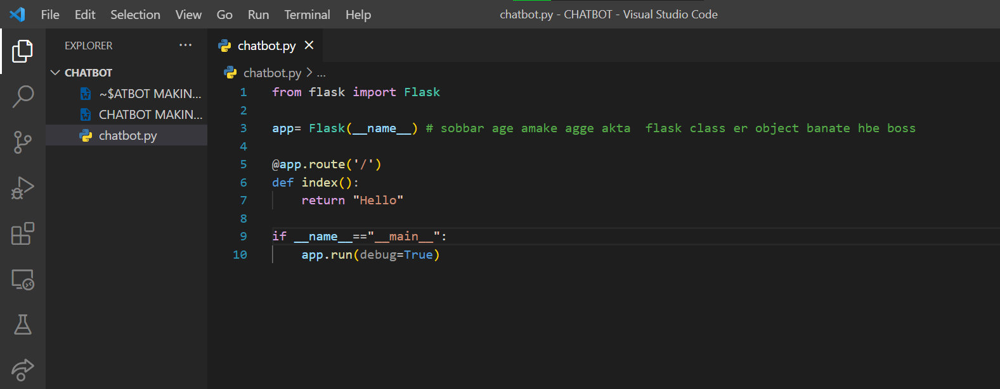 File Edit Selection View Go Run Terminal Help chatbot.py - CHATBOT - Visual Studio Code
EXPLORER ...
CHATBOT
~$ATBOT MAKIN...
CHATBOT MAKIN...
chatbot.py
chatbot.py
chatbot.py > ...
1 from flask import Flask
2
3 app= Flask(__name__) # sobbar age amake agge akta  flask class er object banate hbe boss
4
5 @app.route('/')
6 def index():
7     return "Hello"
8
9 if __name__=="__main__":
10     app.run(debug=True)